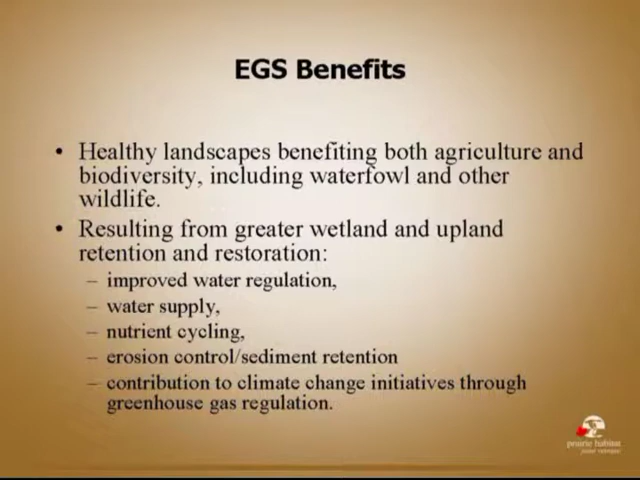 EGS Benefits
• Healthy landscapes benefiting both agriculture and
biodiversity, including waterfowl and other
wildlife.
• Resulting from greater wetland and upland
retention and restoration:
– improved water regulation,
– water supply,
– nutrient cycling,
– erosion control/sediment retention
– contribution to climate change initiatives through
greenhouse gas regulation.
prairie habitat
joint venture